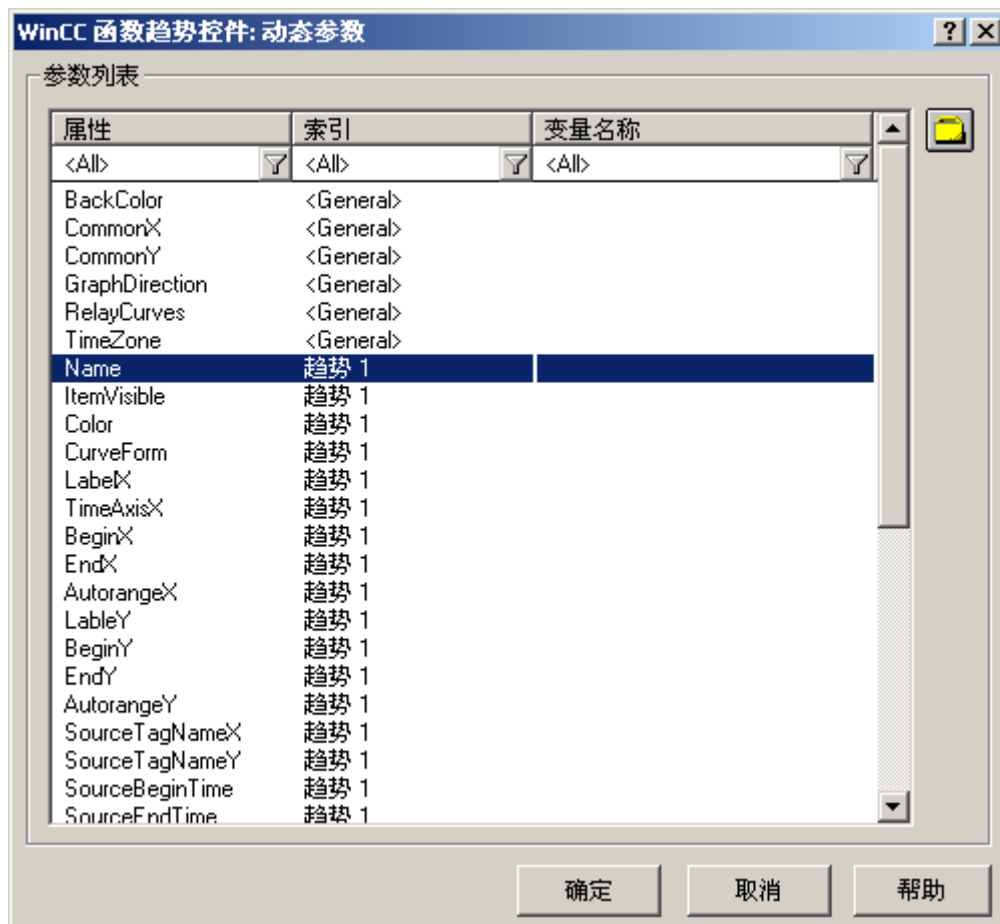 WinCC 函数趋势控件: 动态参数
参数列表
属性 索引 变量名称
<All> <All> <All>
BackColor <General>
CommonX <General>
CommonY <General>
GraphDirection <General>
RelayCurves <General>
TimeZone <General>
Name 趋势 1
ItemVisible 趋势 1
Color 趋势 1
CurveForm 趋势 1
LabelX 趋势 1
TimeAxisX 趋势 1
BeginX 趋势 1
EndX 趋势 1
AutorangeX 趋势 1
LableY 趋势 1
BeginY 趋势 1
EndY 趋势 1
AutorangeY 趋势 1
SourceTagNameX 趋势 1
SourceTagNameY 趋势 1
SourceBeginTime 趋势 1
SourceEndTime 趋势 1
确定 取消 帮助